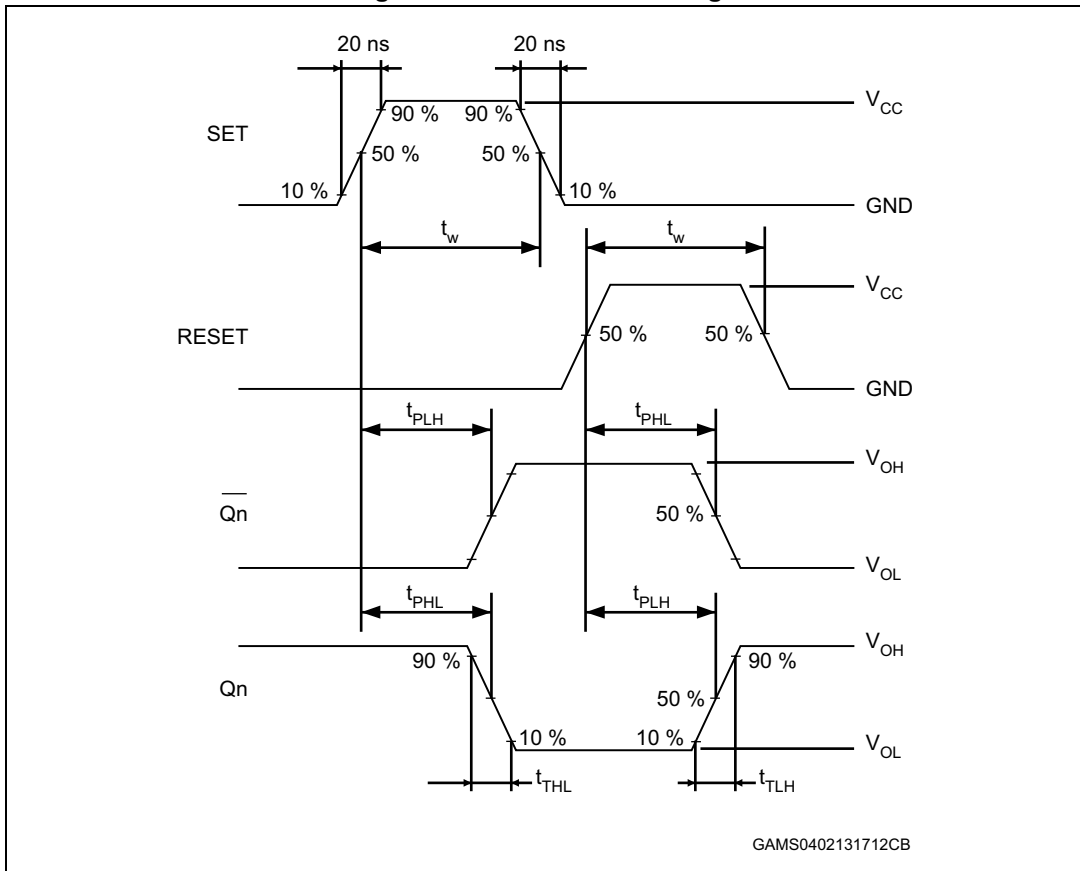 20 ns 20 ns
V_CC
90 % 90 %
SET
50 % 50 %
10 % 10 %
GND
t_w t_w
V_CC
RESET
50 % 50 %
GND
t_PLH t_PHL
V_OH
Qn
50 %
V_OL
t_PHL t_PLH
V_OH
90 % 90 %
Qn
50 %
10 % 10 %
V_OL
t_THL t_TLH
GAMS0402131712CB